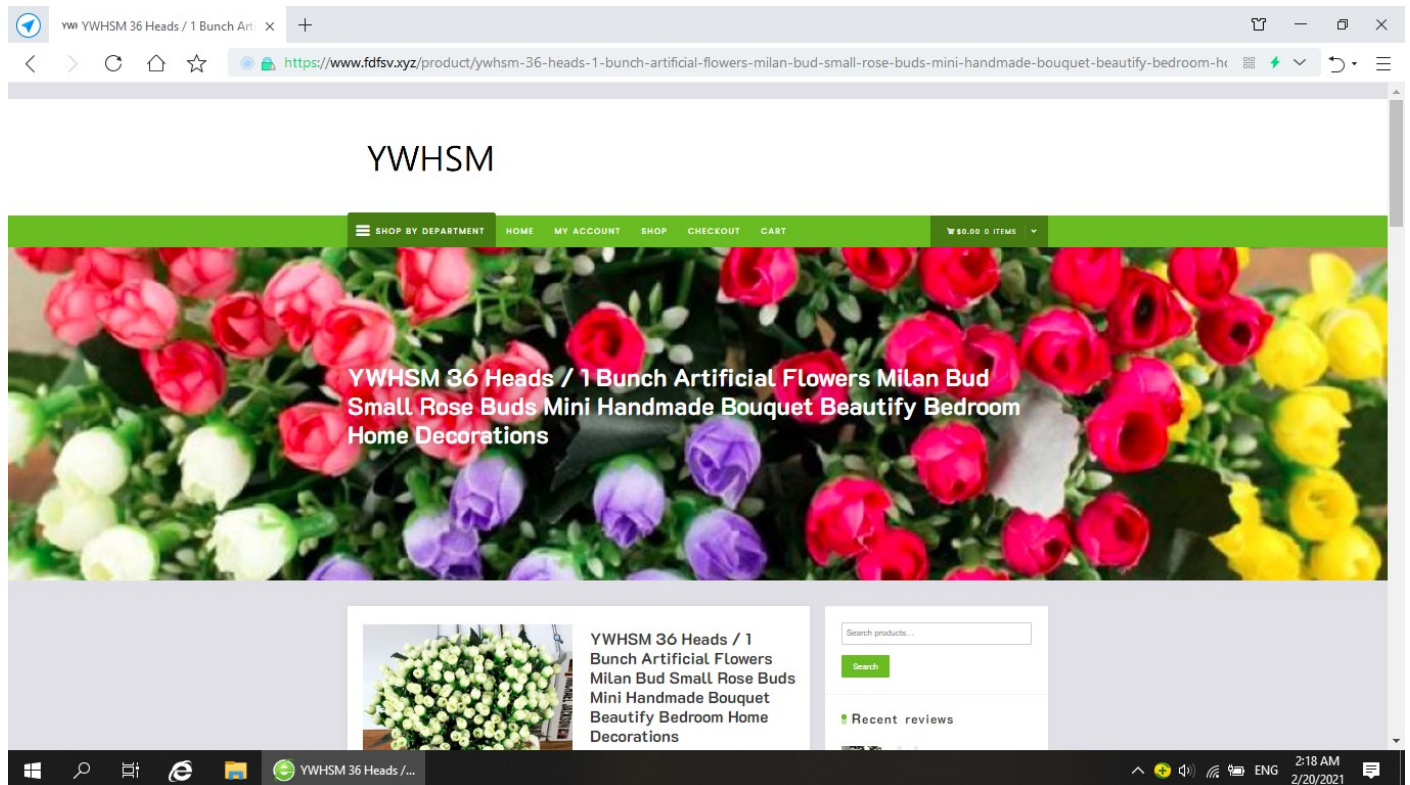 YWHSM 36 Heads / 1 Bunch Arti
https://www.fdfsv.xyz/product/ywhsm-36-heads-1-bunch-artificial-flowers-milan-bud-small-rose-buds-mini-handmade-bouquet-beautify-bedroom-hc
YWHSM
SHOP BY DEPARTMENT HOME MY ACCOUNT SHOP CHECKOUT CART $0.00 0 ITEMS
YWHSM 36 Heads / 1 Bunch Artificial Flowers Milan Bud
Small Rose Buds Mini Handmade Bouquet Beautify Bedroom
Home Decorations
YWHSM 36 Heads / 1
Bunch Artificial Flowers
Milan Bud Small Rose Buds
Mini Handmade Bouquet
Beautify Bedroom Home
Decorations
Search products...
Search
Recent reviews
YWHSM 36 Heads /...
ENG
2:18 AM
2/20/2021